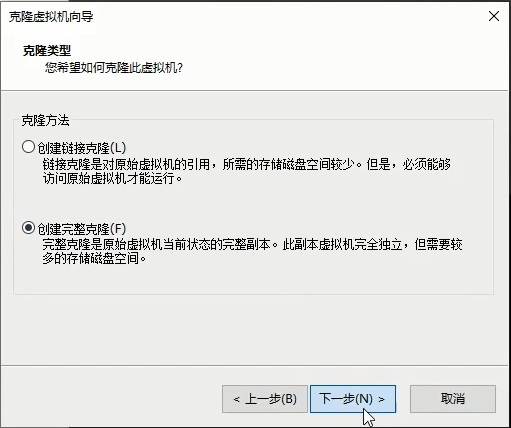 克隆虚拟机向导
克隆类型
您希望如何克隆此虚拟机?
克隆方法
创建链接克隆(L)
链接克隆是对原始虚拟机的引用，所需的存储磁盘空间较少。但是，必须能够
访问原始虚拟机才能运行。
创建完整克隆(F)
完整克隆是原始虚拟机当前状态的完整副本。此副本虚拟机完全独立，但需要较
多的存储磁盘空间。
< 上一步(B)
下一步(N) >
取消